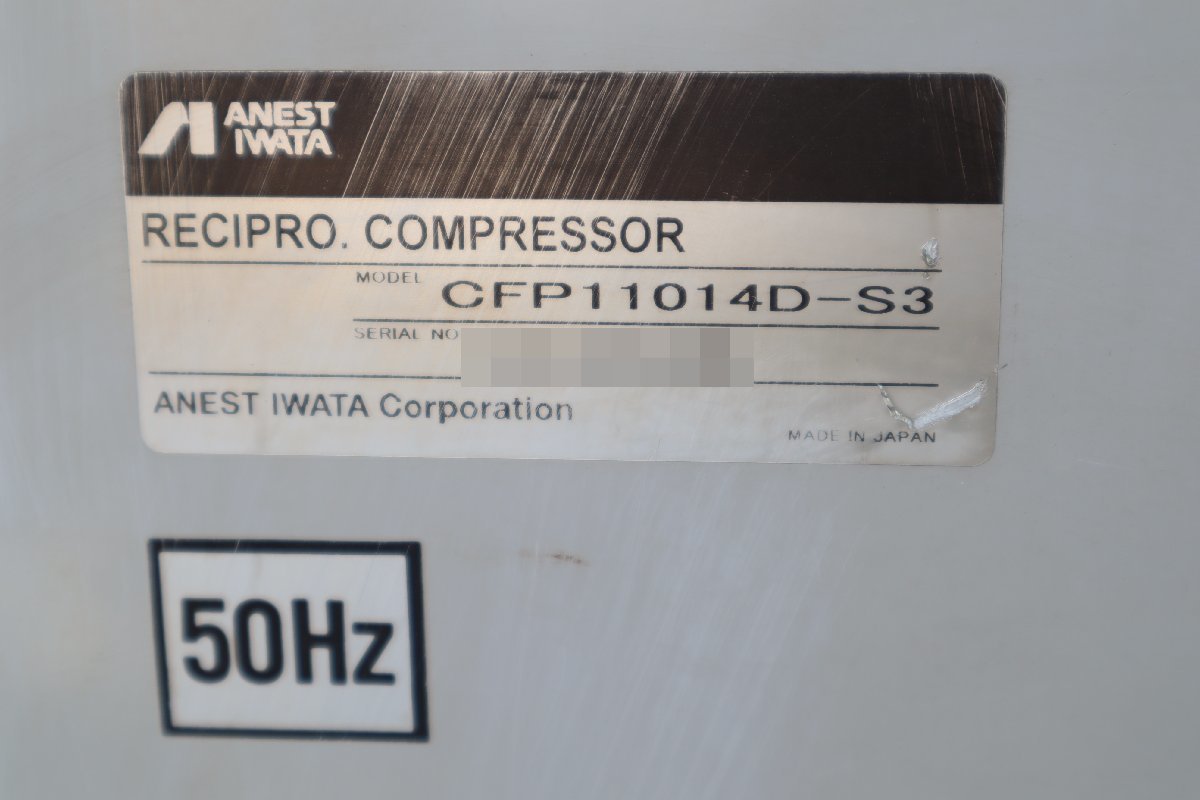 ANEST
IWATA
RECIPRO. COMPRESSOR
MODEL CFP11014D-S3
SERIAL NO
ANEST IWATA Corporation
MADE IN JAPAN
50Hz